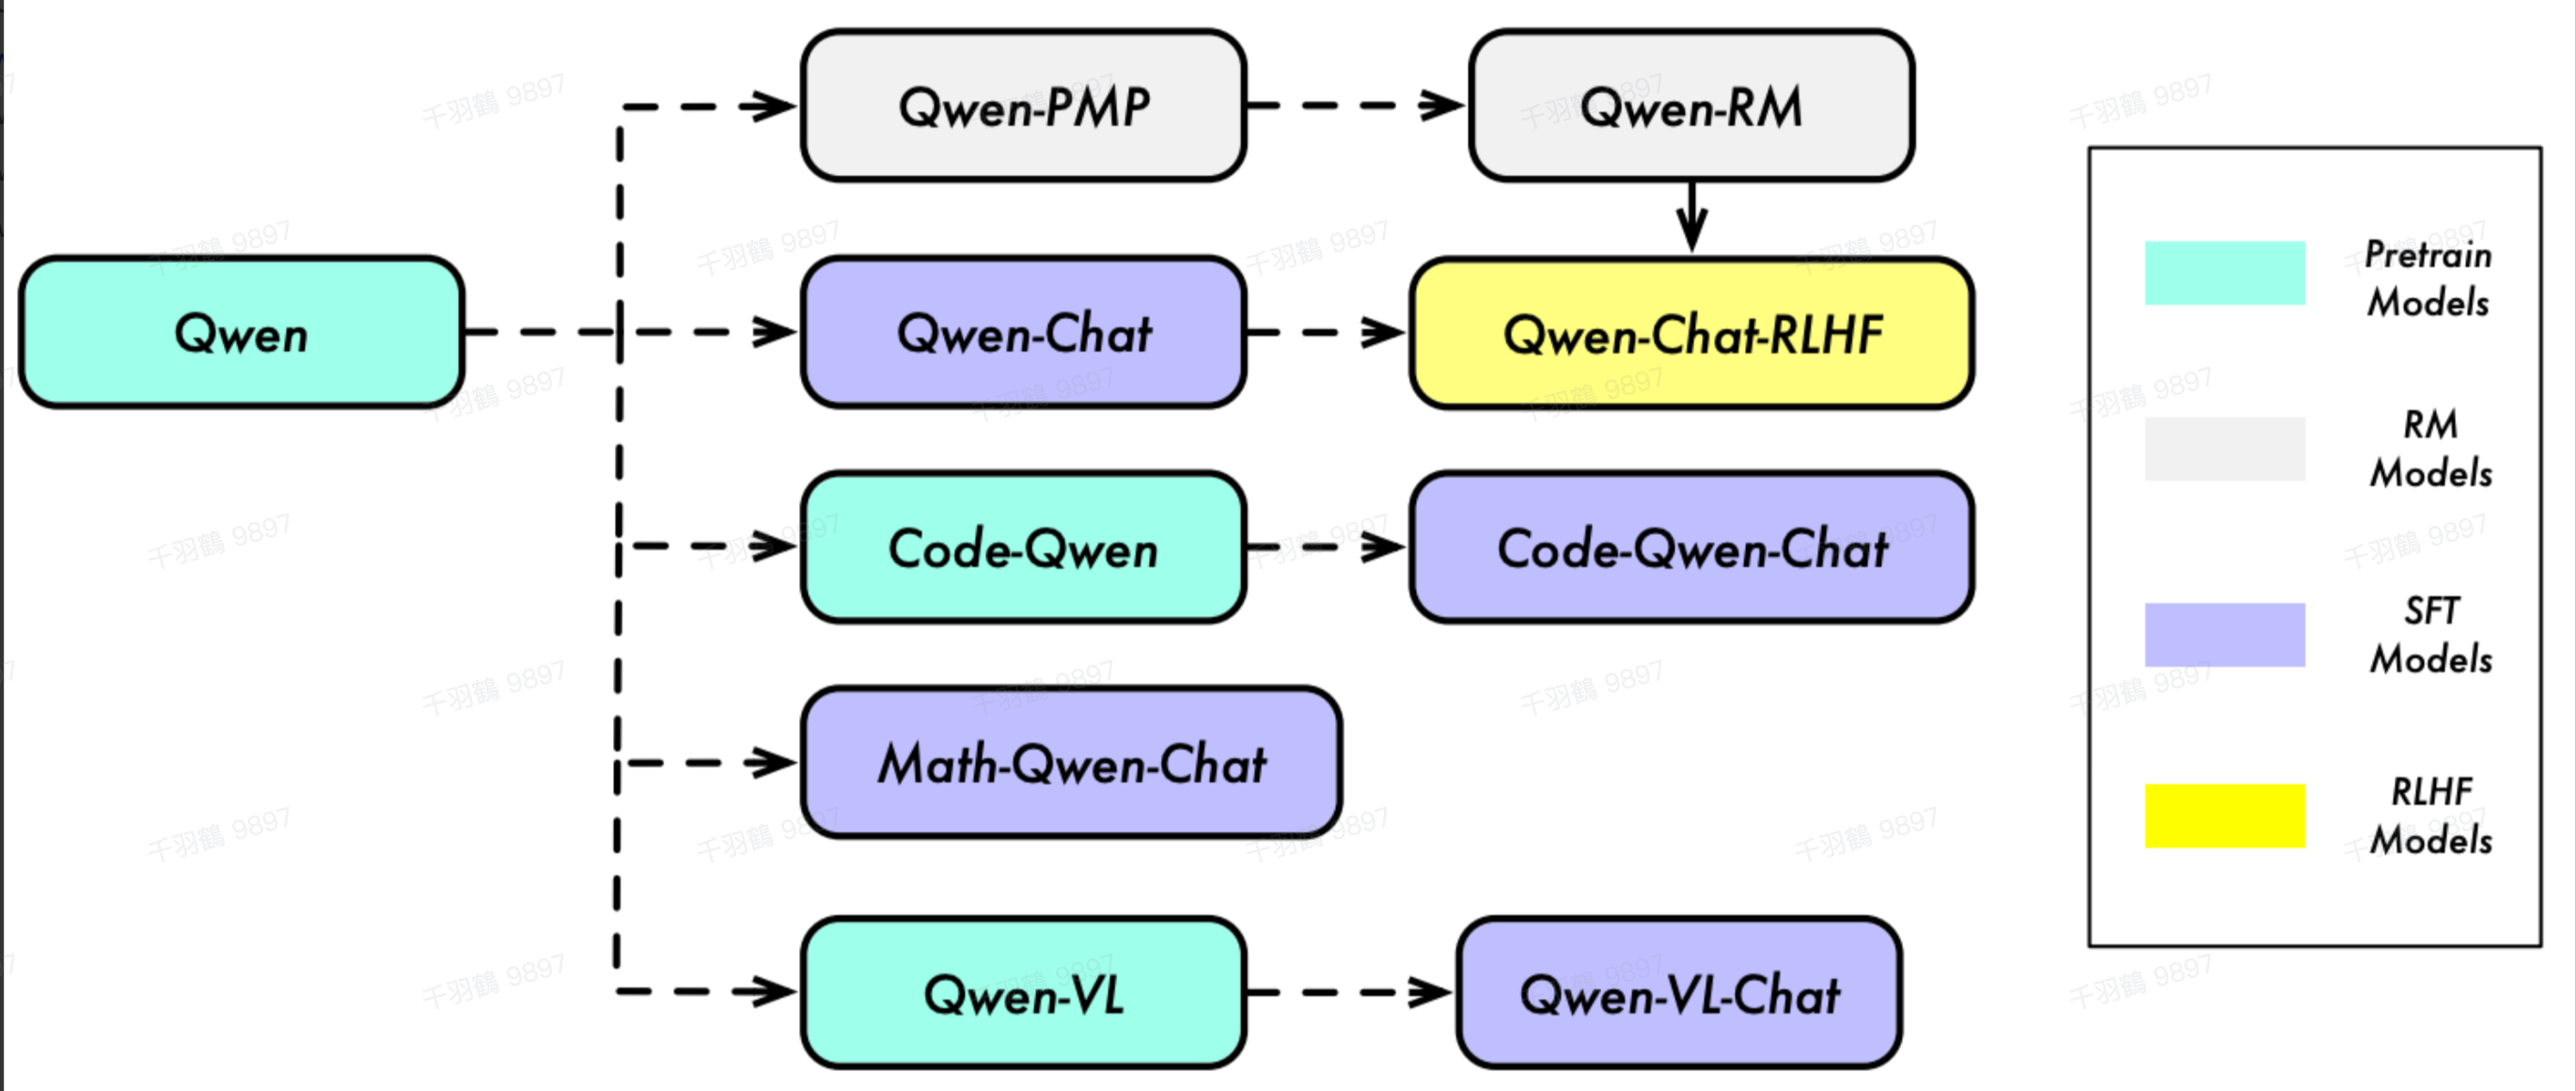 Qwen-PMP
Qwen-RM
Qwen
Qwen-Chat
Qwen-Chat-RLHF
Code-Qwen
Code-Qwen-Chat
Math-Qwen-Chat
Qwen-VL
Qwen-VL-Chat
Pretrain
Models
RM
Models
SFT
Models
RLHF
Models
千羽鶴 9897